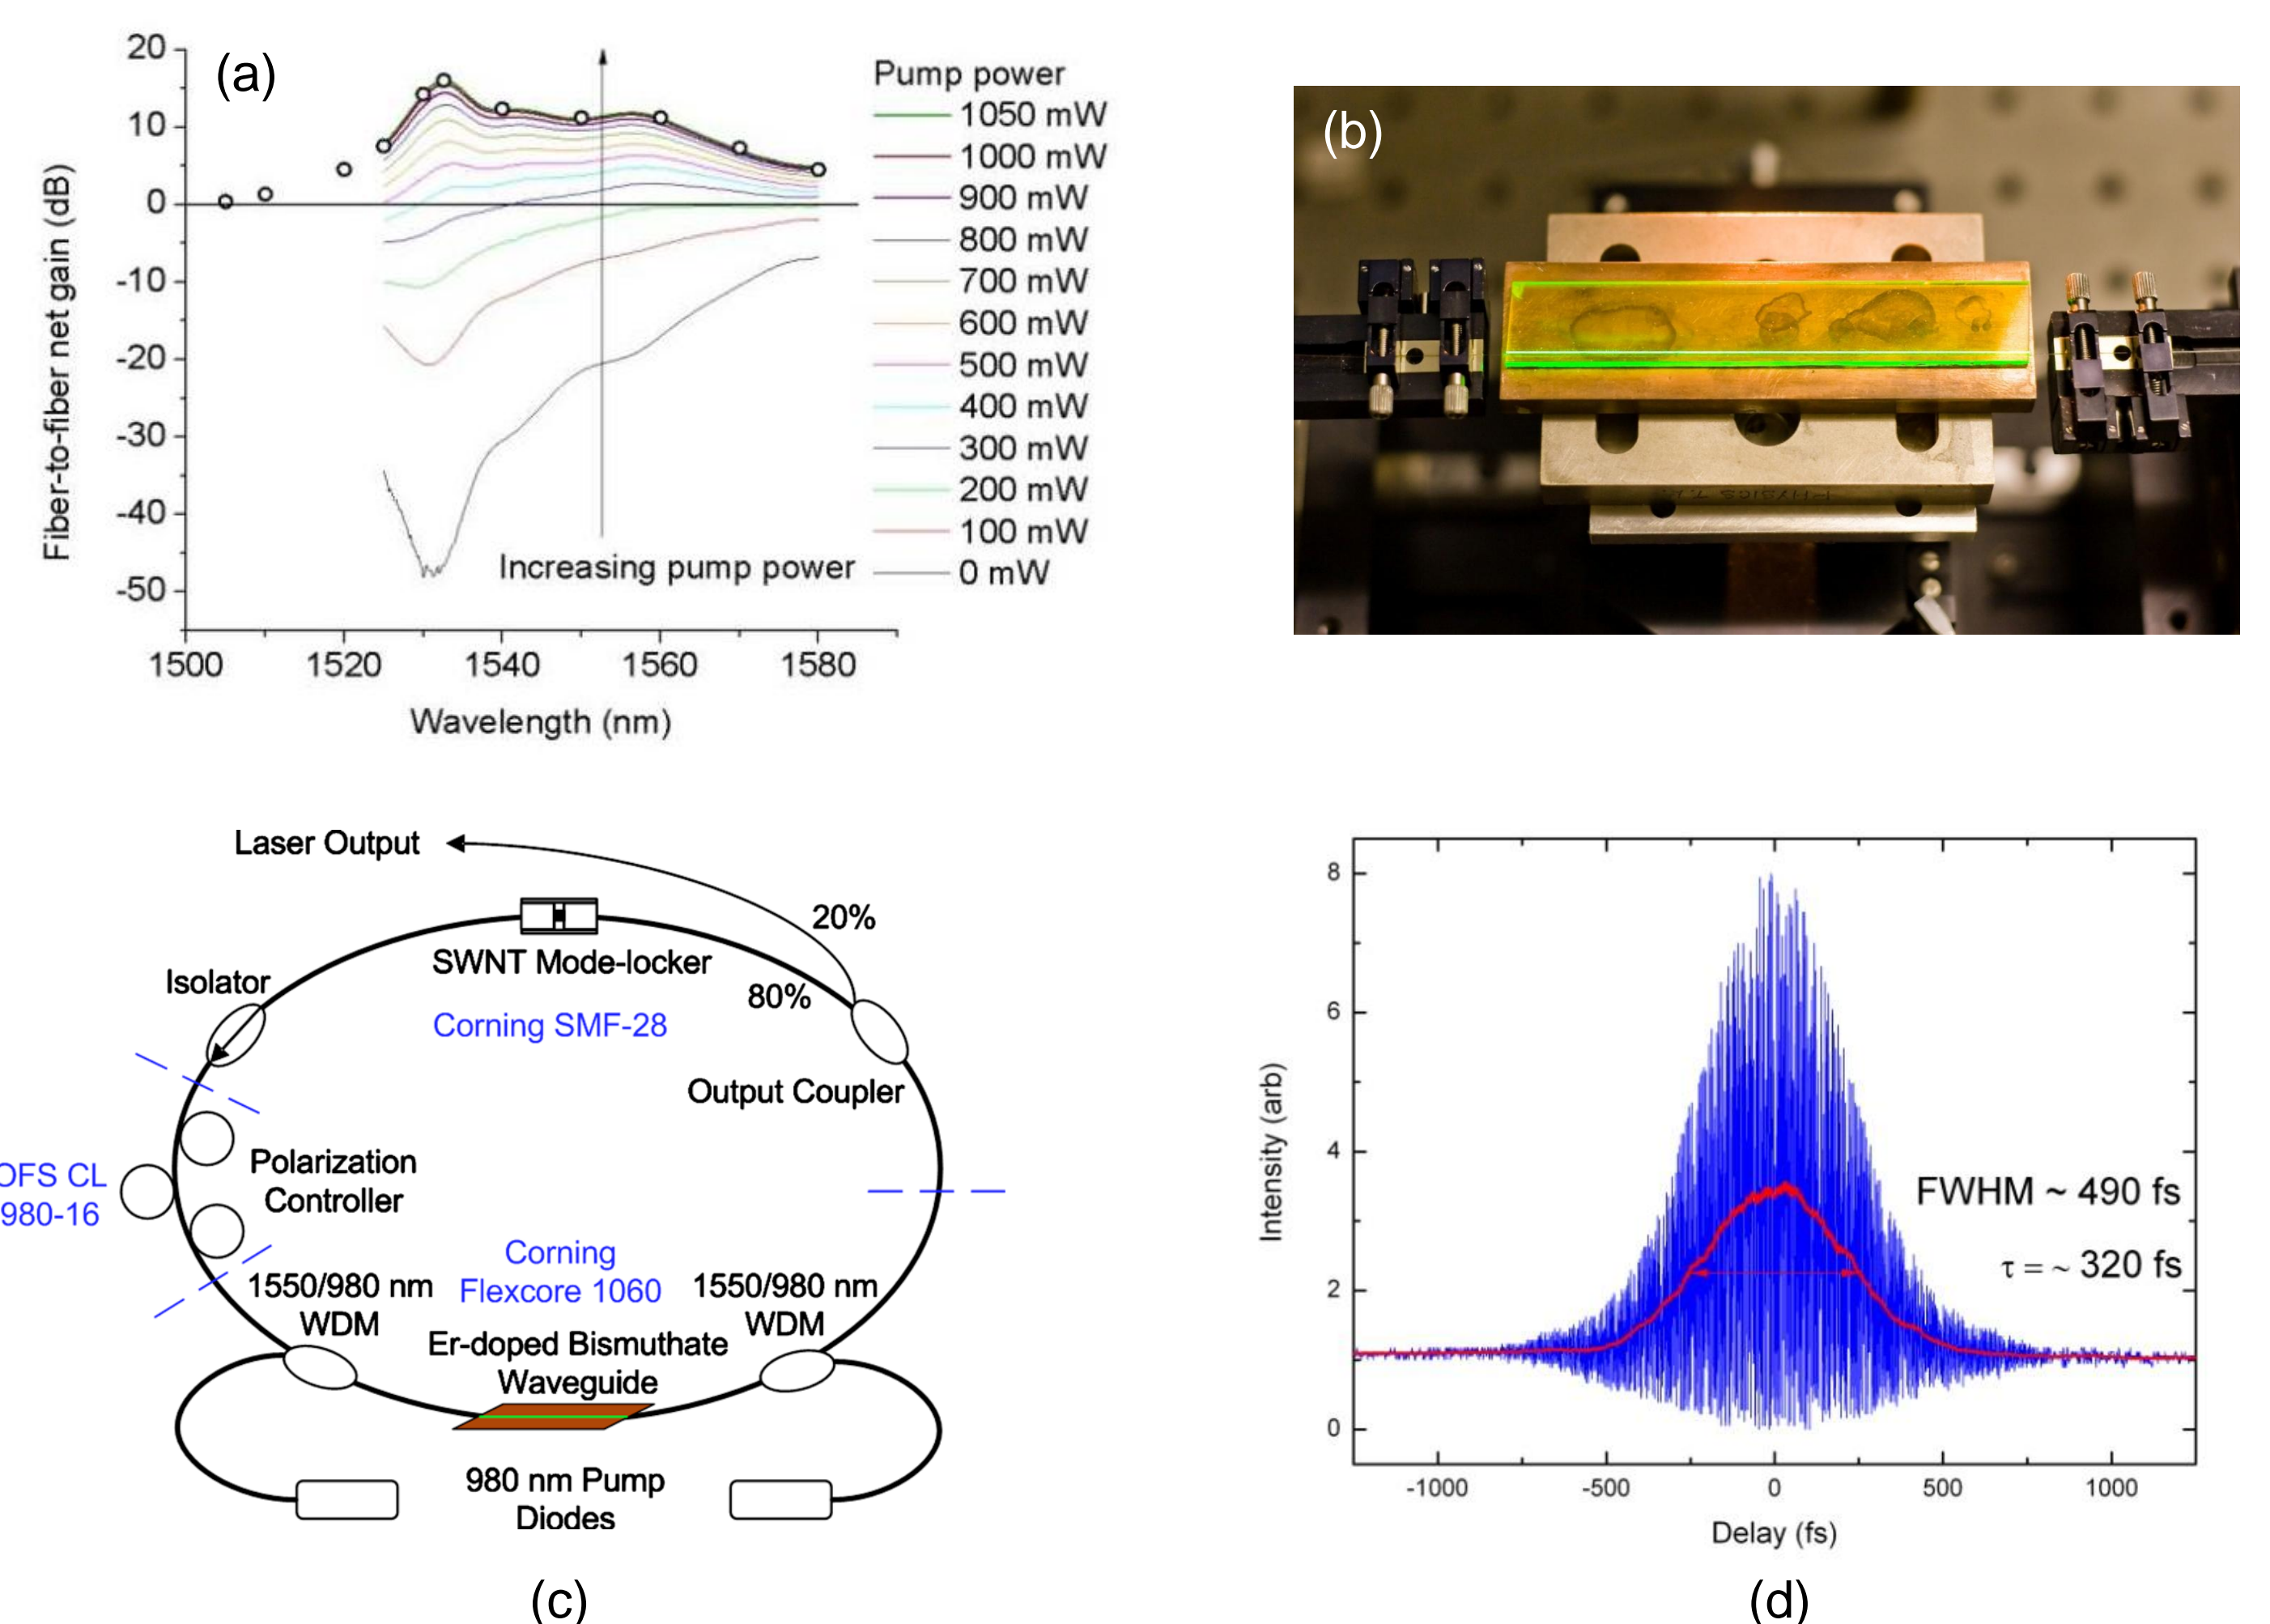 (a)
20
10
0
-10
-20
-30
-40
-50
Fiber-to-fiber net gain (dB)
1500 1520 1540 1560 1580
Wavelength (nm)
Increasing pump power
Pump power
1050 mW
1000 mW
900 mW
800 mW
700 mW
600 mW
500 mW
400 mW
300 mW
200 mW
100 mW
0 mW
(b)
Laser Output
20%
SWNT Mode-locker
80%
Isolator
Corning SMF-28
Output Coupler
Polarization
Controller
OFS CL
980-16
Corning
Flexcore 1060
1550/980 nm
WDM
1550/980 nm
WDM
Er-doped Bismuthate
Waveguide
980 nm Pump
Diodes
(c)
8
6
4
2
0
Intensity (arb)
FWHM ~ 490 fs
τ = ~ 320 fs
-1000 -500 0 500 1000
Delay (fs)
(d)